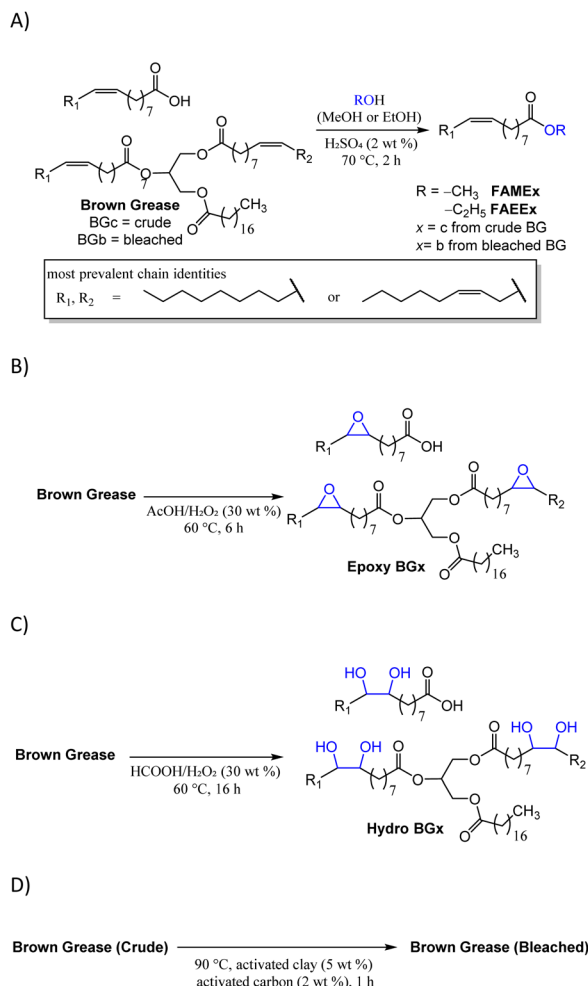 A)
O
R₁
7
OH
ROH
(MeOH or EtOH)
H₂SO₄ (2 wt %)
70 °C, 2 h
O
R₁
7
OR
O
O
7
R₂
O
R₁
7
O
O
O
CH₃
16
Brown Grease
BGc = crude
BGb = bleached
R = –CH₃ FAMEx
–C₂H₅ FAEEx
x = c from crude BG
x= b from bleached BG
most prevalent chain identities
R₁, R₂ =
or
B)
Brown Grease
AcOH/H₂O₂ (30 wt %)
60 °C, 6 h
O
O
R₁
7
OH
O
O
O
7
R₂
O
O
R₁
7
O
O
O
CH₃
16
Epoxy BGx
C)
Brown Grease
HCOOH/H₂O₂ (30 wt %)
60 °C, 16 h
OH OH
O
R₁
7
OH
OH OH
O
O
7
R₂
OH OH
O
R₁
7
O
O
O
CH₃
16
Hydro BGx
D)
Brown Grease (Crude)
90 °C, activated clay (5 wt %)
activated carbon (2 wt %), 1 h
Brown Grease (Bleached)